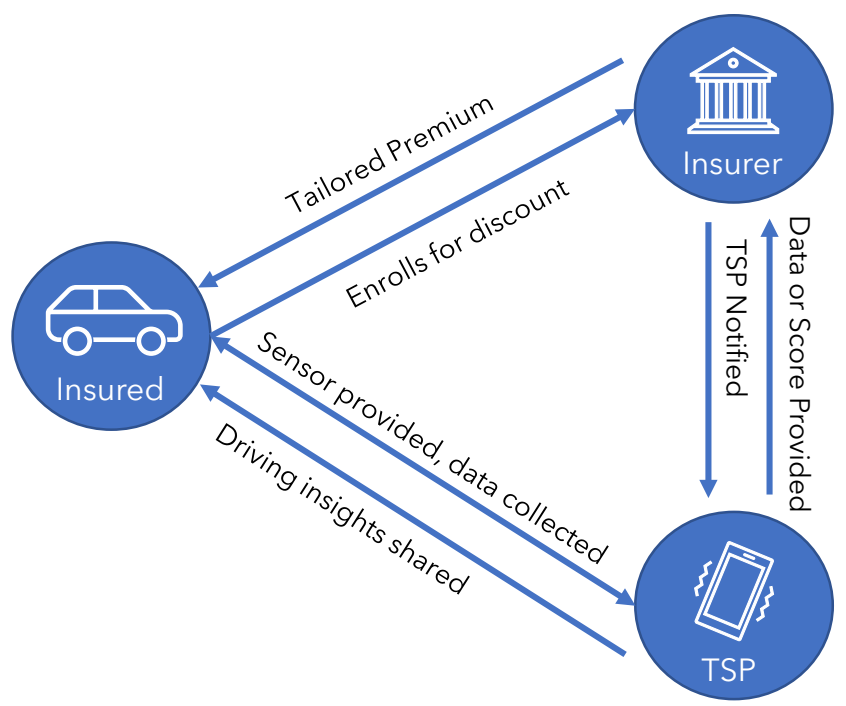 Insurer
Tailored Premium
Enrolls for discount
Insured
TSP Notified
Data or Score Provided
Sensor provided, data collected
Driving insights shared
TSP